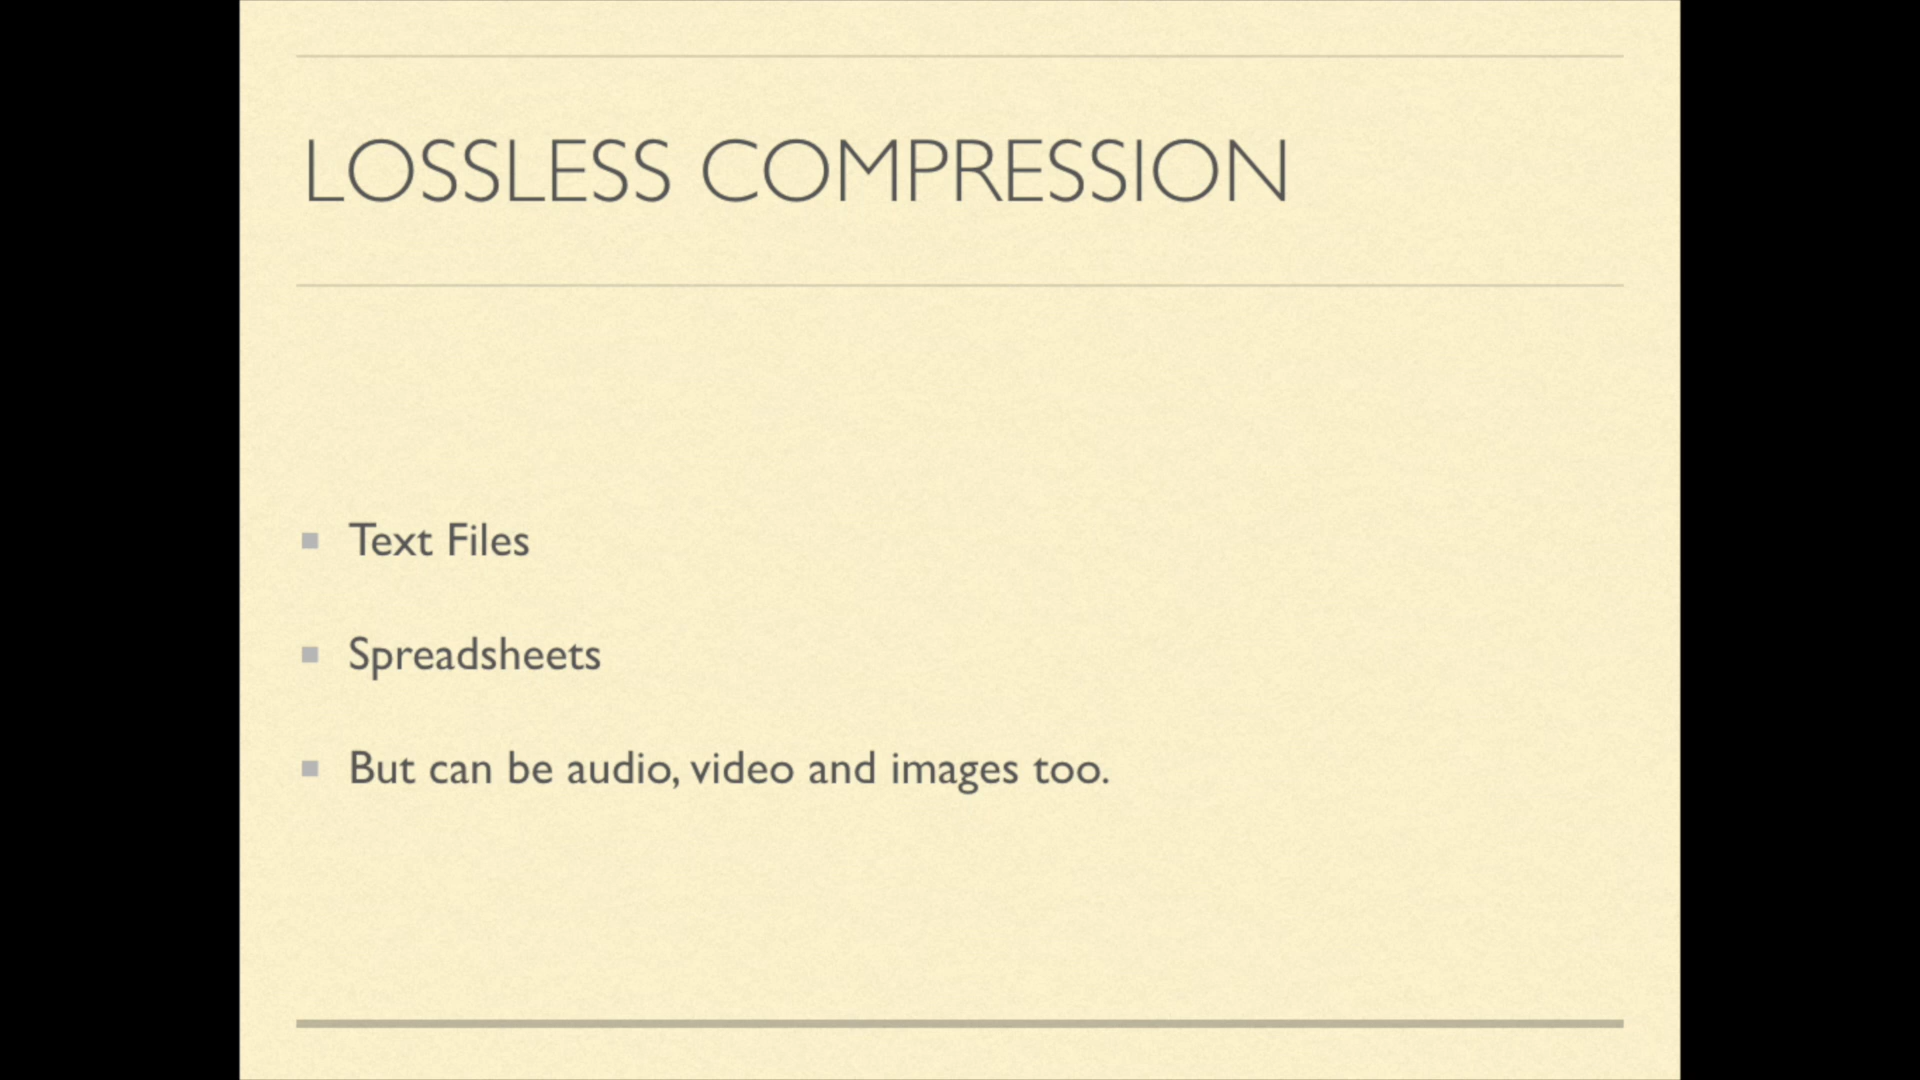 LOSSLESS COMPRESSION
Text Files
Spreadsheets
But can be audio, video and images too.